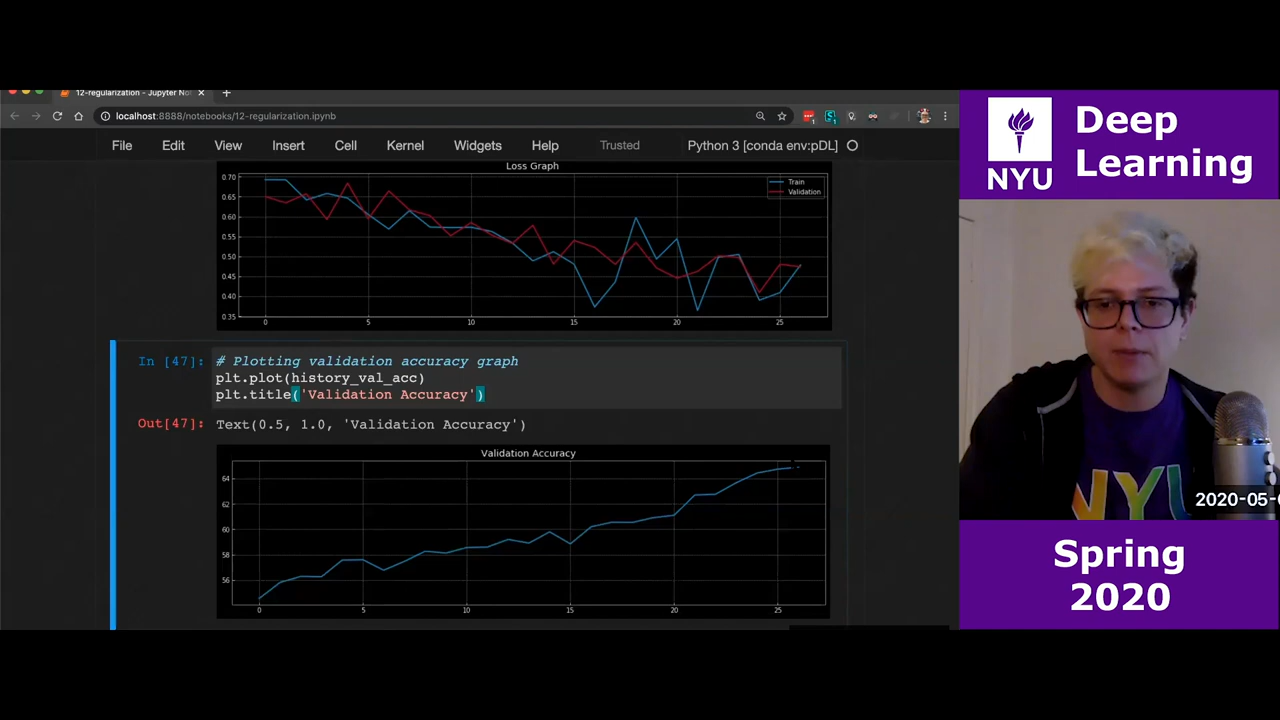 12-regularization - Jupyter No
localhost:8888/notebooks/12-regularization.ipynb
File Edit View Insert Cell Kernel Widgets Help Trusted Python 3 [conda env:pDL]
Loss Graph
Train
Validation
0.70
0.65
0.60
0.55
0.50
0.45
0.40
0.35
0 5 10 15 20 25
In [47]: # Plotting validation accuracy graph
plt.plot(history_val_acc)
plt.title('Validation Accuracy')
Out[47]: Text(0.5, 1.0, 'Validation Accuracy')
Validation Accuracy
64
62
60
58
56
0 5 10 15 20 25
NYU
Deep
Learning
NYU
2020-05-
Spring
2020